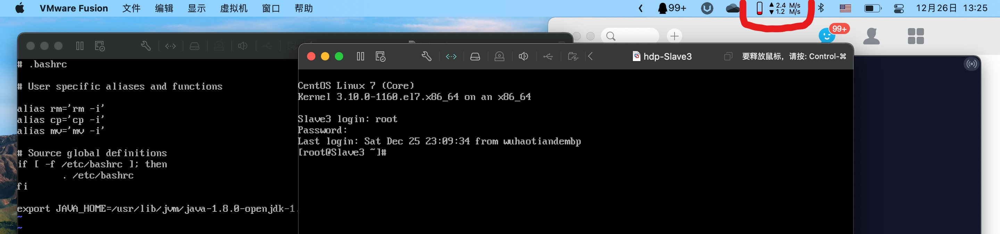 VMware Fusion 文件 编辑 显示 虚拟机 窗口 帮助 99+ 2.4 M/s 1.2 M/s 12月26日 13:25
99+
hdp-Slave3 要释放鼠标，请按: Control-⌘
# .bashrc
# User specific aliases and functions
alias rm='rm -i'
alias cp='cp -i'
alias mv='mv -i'
# Source global definitions
if [ -f /etc/bashrc ]; then
. /etc/bashrc
fi
export JAVA_HOME=/usr/lib/jvm/java-1.8.0-openjdk-1.
~
~
CentOS Linux 7 (Core)
Kernel 3.10.0-1160.el7.x86_64 on an x86_64
Slave3 login: root
Password:
Last login: Sat Dec 25 23:09:34 from wuhaotiandembp
[root@Slave3 ~]#